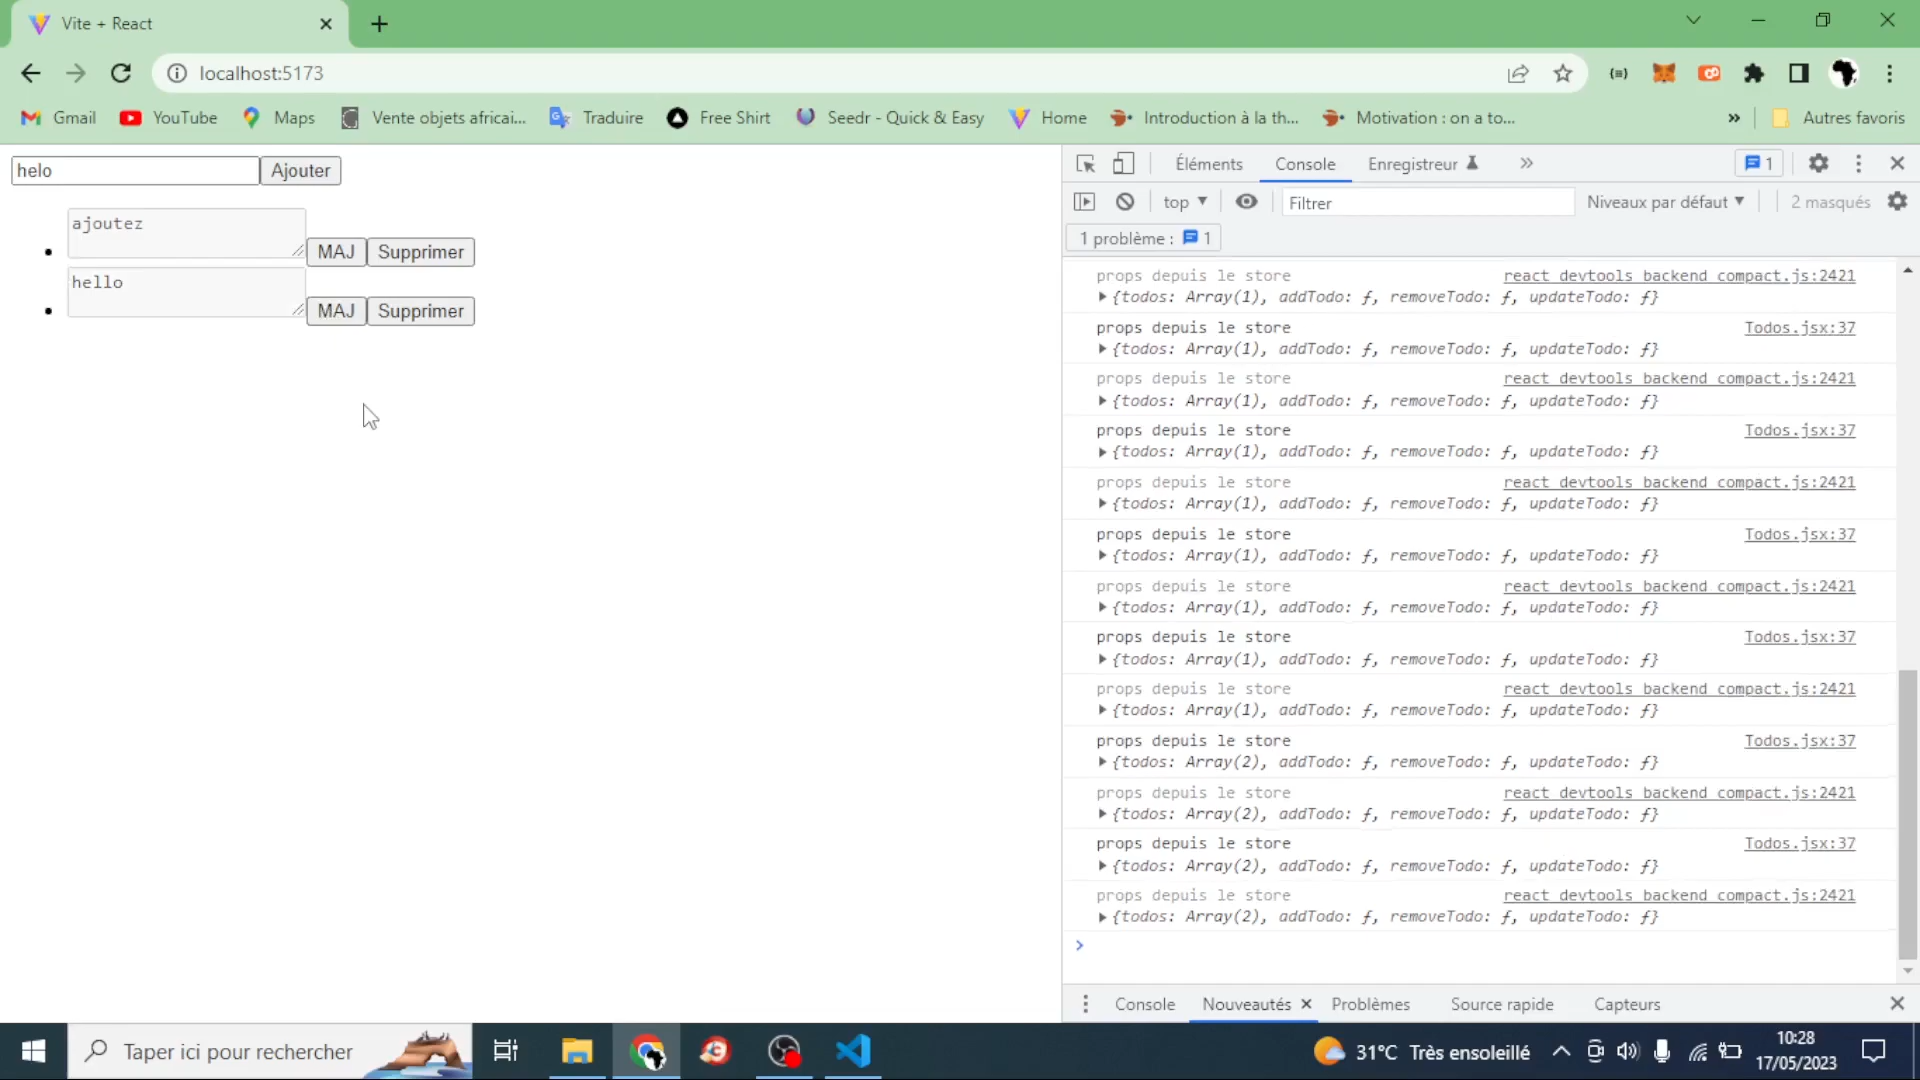 Vite + React
localhost:5173
Gmail YouTube Maps Vente objets africai... Traduire Free Shirt Seedr - Quick & Easy Home Introduction à la th... Motivation : on a to... » Autres favoris
helo Ajouter
ajoutez
MAJ Supprimer
hello
MAJ Supprimer
Éléments Console Enregistreur » 1
top ▼ Filtrer Niveaux par défaut ▼ 2 masqués
1 problème : 1
props depuis le store react_devtools_backend_compact.js:2421
{todos: Array(1), addTodo: ƒ, removeTodo: ƒ, updateTodo: ƒ}
props depuis le store Todos.jsx:37
{todos: Array(1), addTodo: ƒ, removeTodo: ƒ, updateTodo: ƒ}
props depuis le store react_devtools_backend_compact.js:2421
{todos: Array(1), addTodo: ƒ, removeTodo: ƒ, updateTodo: ƒ}
props depuis le store Todos.jsx:37
{todos: Array(1), addTodo: ƒ, removeTodo: ƒ, updateTodo: ƒ}
props depuis le store react_devtools_backend_compact.js:2421
{todos: Array(1), addTodo: ƒ, removeTodo: ƒ, updateTodo: ƒ}
props depuis le store Todos.jsx:37
{todos: Array(1), addTodo: ƒ, removeTodo: ƒ, updateTodo: ƒ}
props depuis le store react_devtools_backend_compact.js:2421
{todos: Array(1), addTodo: ƒ, removeTodo: ƒ, updateTodo: ƒ}
props depuis le store Todos.jsx:37
{todos: Array(1), addTodo: ƒ, removeTodo: ƒ, updateTodo: ƒ}
props depuis le store react_devtools_backend_compact.js:2421
{todos: Array(1), addTodo: ƒ, removeTodo: ƒ, updateTodo: ƒ}
props depuis le store Todos.jsx:37
{todos: Array(2), addTodo: ƒ, removeTodo: ƒ, updateTodo: ƒ}
props depuis le store react_devtools_backend_compact.js:2421
{todos: Array(2), addTodo: ƒ, removeTodo: ƒ, updateTodo: ƒ}
props depuis le store Todos.jsx:37
{todos: Array(2), addTodo: ƒ, removeTodo: ƒ, updateTodo: ƒ}
props depuis le store react_devtools_backend_compact.js:2421
{todos: Array(2), addTodo: ƒ, removeTodo: ƒ, updateTodo: ƒ}
Console Nouveautés Problèmes Source rapide Capteurs
Taper ici pour rechercher 31°C Très ensoleillé 10:28
17/05/2023